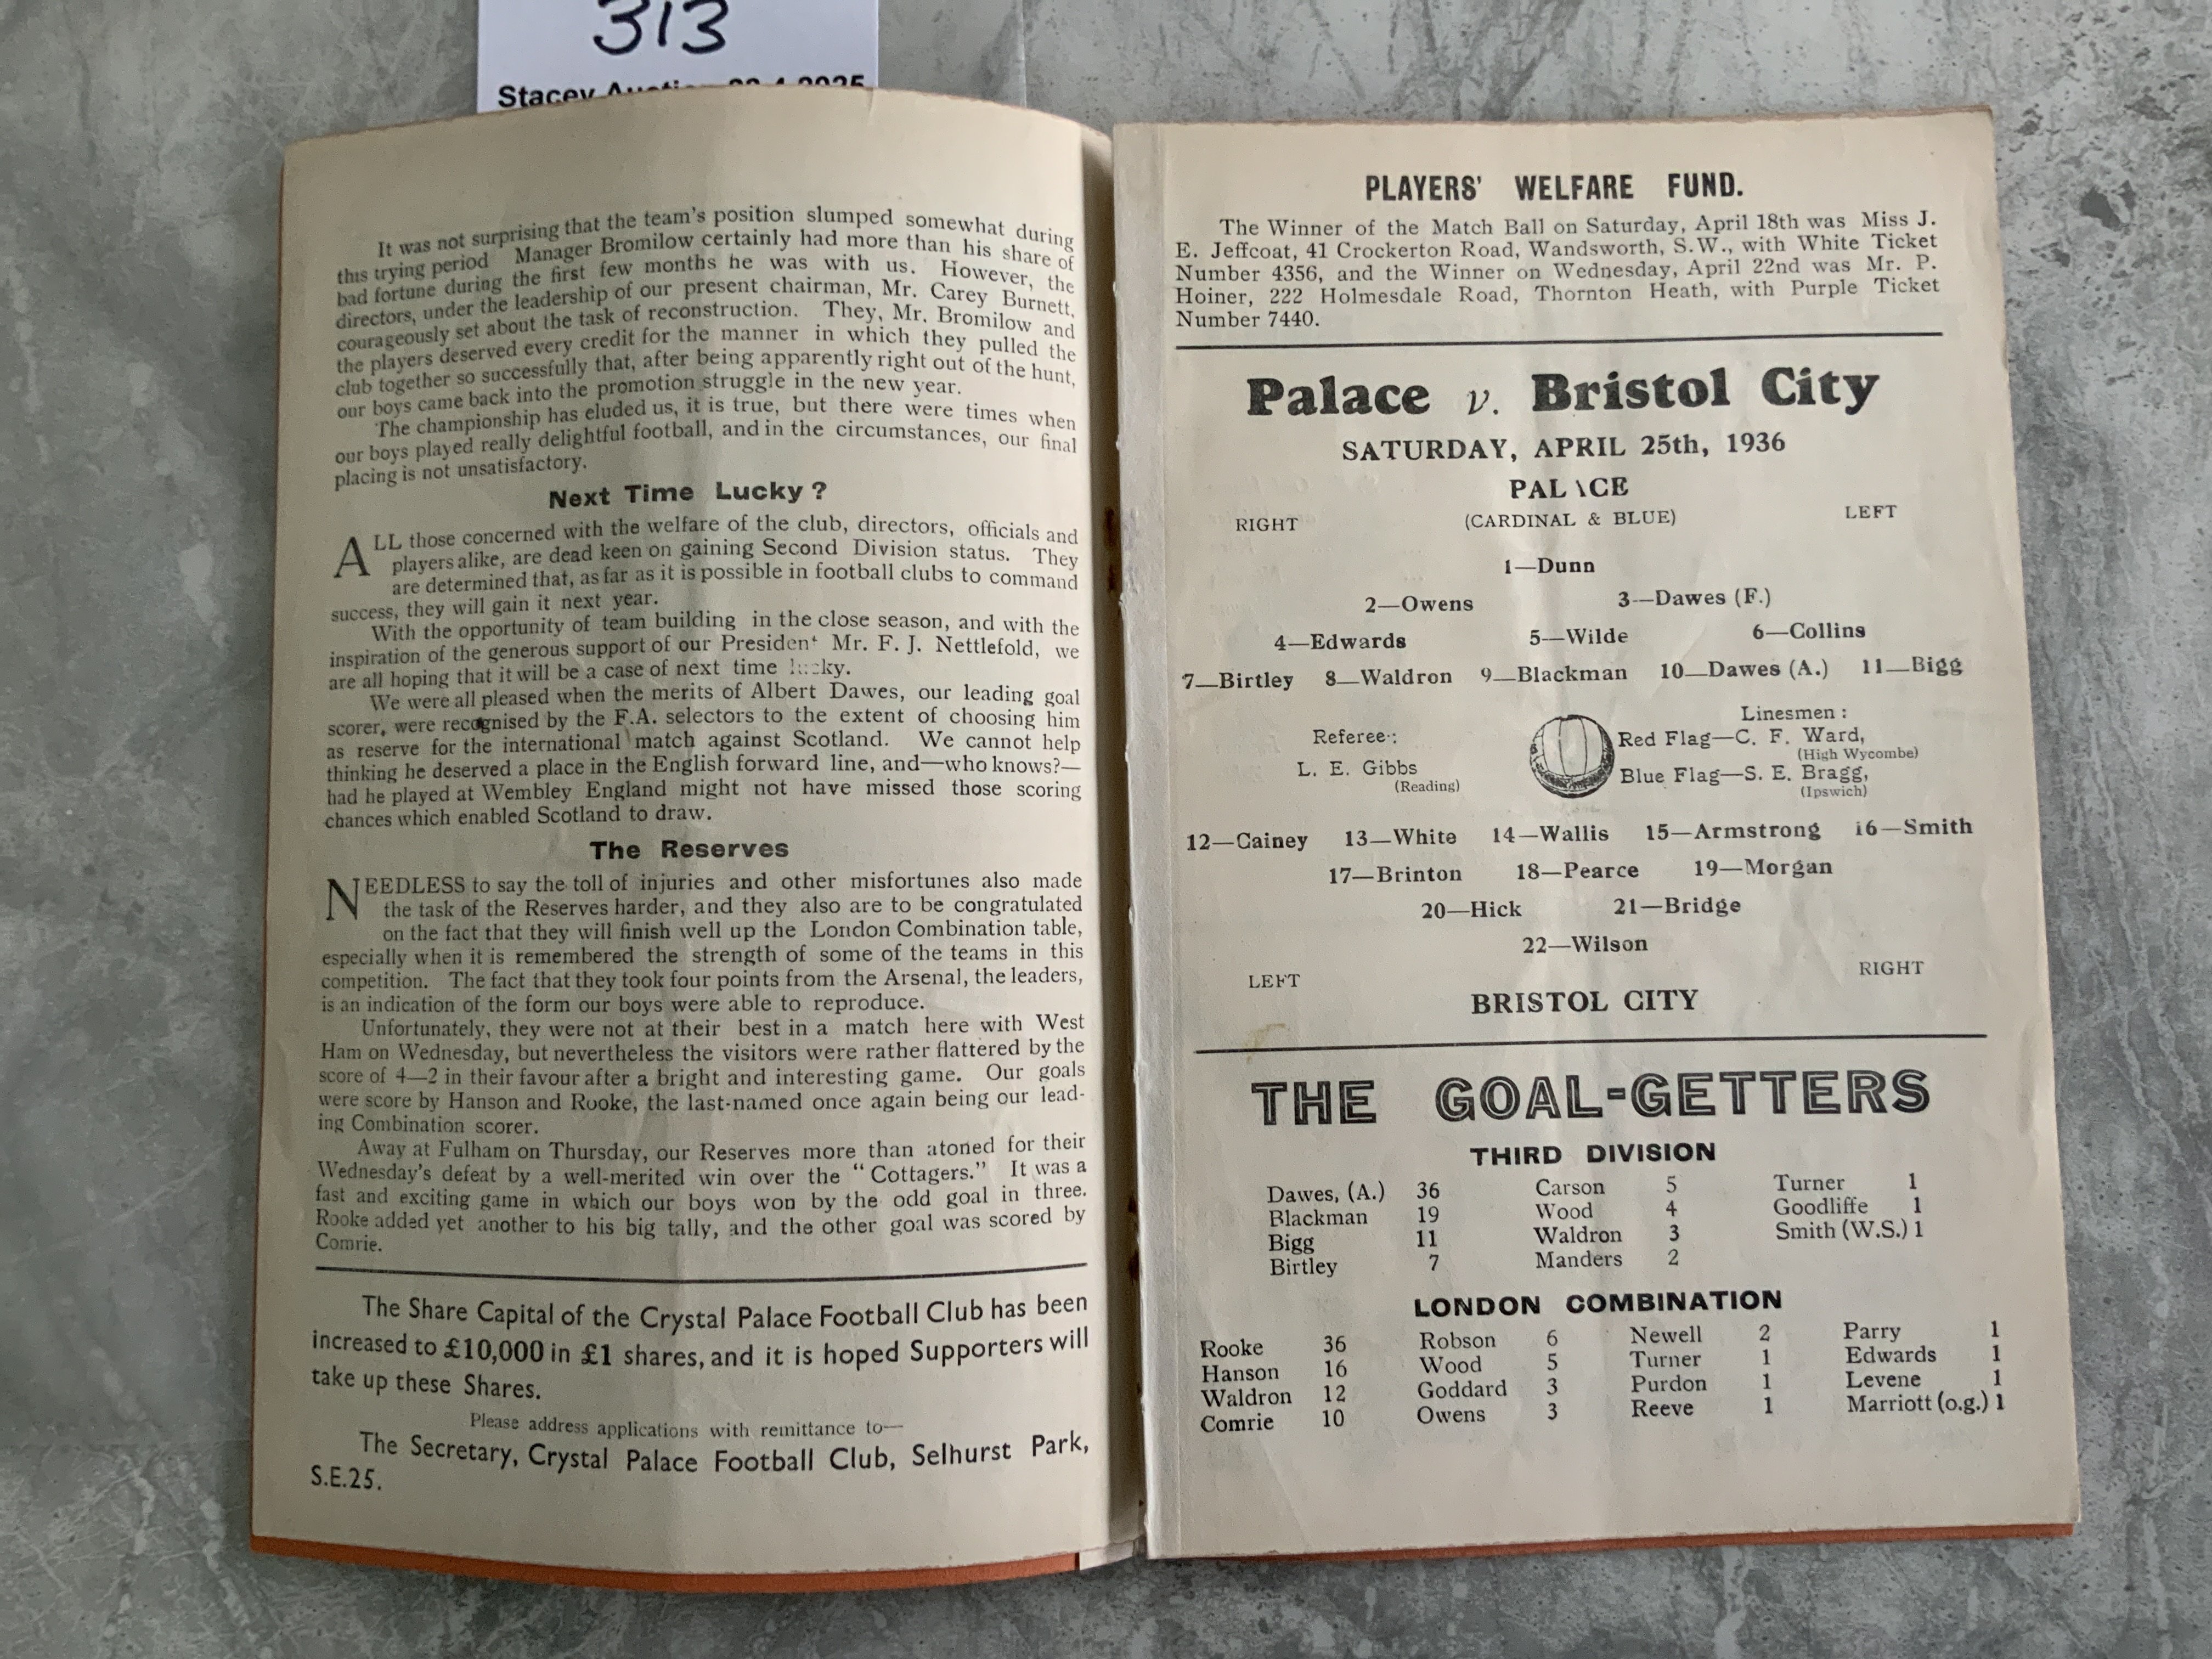 313
Stacey
It was not surprising that the team's position slumped somewhat during
this trying period Manager Bromilow certainly had more than his share of
bad fortune during the first few months he was with us. However, the
directors, under the leadership of our present chairman, Mr. Carey Burnett,
courageously set about the task of reconstruction. They, Mr. Bromilow and
the players deserved every credit for the manner in which they pulled the
club together so successfully that, after being apparently right out of the hunt,
our boys came back into the promotion struggle in the new year.
The championship has eluded us, it is true, but there were times when
our boys played really delightful football, and in the circumstances, our final
placing is not unsatisfactory.
Next Time Lucky?
ALL those concerned with the welfare of the club, directors, officials and
players alike, are dead keen on gaining Second Division status. They
are determined that, as far as it is possible in football clubs to command
success, they will gain it next year.
With the opportunity of team building in the close season, and with the
inspiration of the generous support of our President Mr. F. J. Nettlefold, we
are all hoping that it will be a case of next time lucky.
We were all pleased when the merits of Albert Dawes, our leading goal
scorer, were recognised by the F.A. selectors to the extent of choosing him
as reserve for the international match against Scotland. We cannot help
thinking he deserved a place in the English forward line, and—who knows?—
had he played at Wembley England might not have missed those scoring
chances which enabled Scotland to draw.
The Reserves
NEEDLESS to say the toll of injuries and other misfortunes also made
the task of the Reserves harder, and they also are to be congratulated
on the fact that they will finish well up the London Combination table,
especially when it is remembered the strength of some of the teams in this
competition. The fact that they took four points from the Arsenal, the leaders,
is an indication of the form our boys were able to reproduce.
Unfortunately, they were not at their best in a match here with West
Ham on Wednesday, but nevertheless the visitors were rather flattered by the
score of 4—2 in their favour after a bright and interesting game. Our goals
were score by Hanson and Rooke, the last-named once again being our lead-
ing Combination scorer.
Away at Fulham on Thursday, our Reserves more than atoned for their
Wednesday's defeat by a well-merited win over the "Cottagers." It was a
fast and exciting game in which our boys won by the odd goal in three.
Rooke added yet another to his big tally, and the other goal was scored by
Comrie.
The Share Capital of the Crystal Palace Football Club has been
increased to £10,000 in £1 shares, and it is hoped Supporters will
take up these Shares.
Please address applications with remittance to—
The Secretary, Crystal Palace Football Club, Selhurst Park,
S.E.25.
PLAYERS' WELFARE FUND.
The Winner of the Match Ball on Saturday, April 18th was Miss J.
E. Jeffcoat, 41 Crockerton Road, Wandsworth, S.W., with White Ticket
Number 4356, and the Winner on Wednesday, April 22nd was Mr. P.
Hoiner, 222 Holmesdale Road, Thornton Heath, with Purple Ticket
Number 7440.
Palace v. Bristol City
SATURDAY, APRIL 25th, 1936
PALACE
RIGHT (CARDINAL & BLUE) LEFT
1—Dunn
2—Owens 3—Dawes (F.)
4—Edwards 5—Wilde 6—Collins
7—Birtley 8—Waldron 9—Blackman 10—Dawes (A.) 11—Bigg
Referee:
L. E. Gibbs
(Reading)
Linesmen:
Red Flag—C. F. Ward,
(High Wycombe)
Blue Flag—S. E. Bragg,
(Ipswich)
12—Cainey 13—White 14—Wallis 15—Armstrong 16—Smith
17—Brinton 18—Pearce 19—Morgan
20—Hick 21—Bridge
22—Wilson
LEFT RIGHT
BRISTOL CITY
THE GOAL-GETTERS
THIRD DIVISION
Dawes, (A.) 36 Carson 5 Turner 1
Blackman 19 Wood 4 Goodliffe 1
Bigg 11 Waldron 3 Smith (W.S.) 1
Birtley 7 Manders 2
LONDON COMBINATION
Rooke 36 Robson 6 Newell 2 Parry 1
Hanson 16 Wood 5 Turner 1 Edwards 1
Waldron 12 Goddard 3 Purdon 1 Levene 1
Comrie 10 Owens 3 Reeve 1 Marriott (o.g.) 1